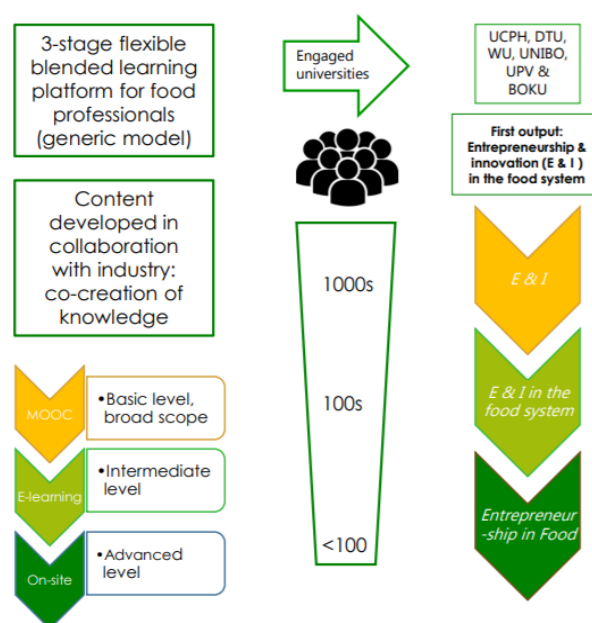 3-stage flexible
blended learning
platform for food
professionals
(generic model)
Content
developed in
collaboration
with industry:
co-creation of
knowledge
MOOC
•Basic level,
broad scope
E-learning
•Intermediate
level
On-site
•Advanced
level
Engaged
universities
1000s
100s
<100
UCPH, DTU,
WU, UNIBO,
UPV &
BOKU
First output:
Entrepreneurship &
innovation (E & I )
in the food system
E & I
E & I in the
food system
Entrepreneur
-ship in Food